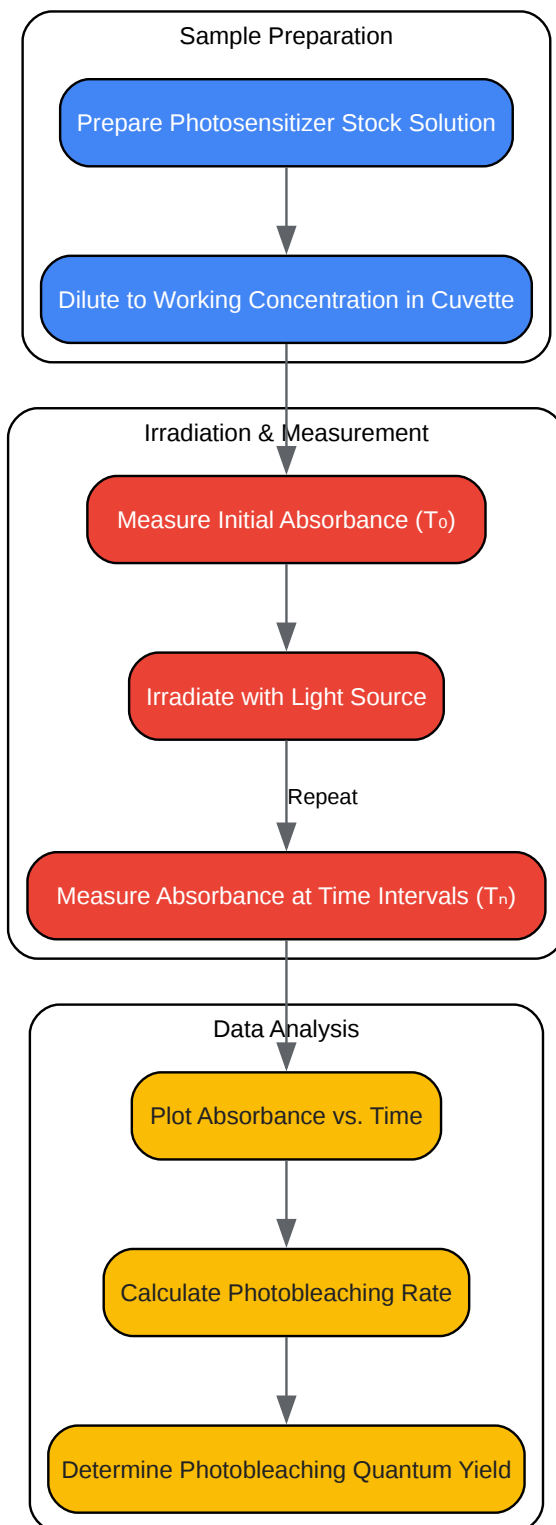 Sample Preparation
Prepare Photosensitizer Stock Solution
Dilute to Working Concentration in Cuvette
Irradiation & Measurement
Measure Initial Absorbance (T₀)
Irradiate with Light Source
Repeat
Measure Absorbance at Time Intervals (Tₙ)
Data Analysis
Plot Absorbance vs. Time
Calculate Photobleaching Rate
Determine Photobleaching Quantum Yield